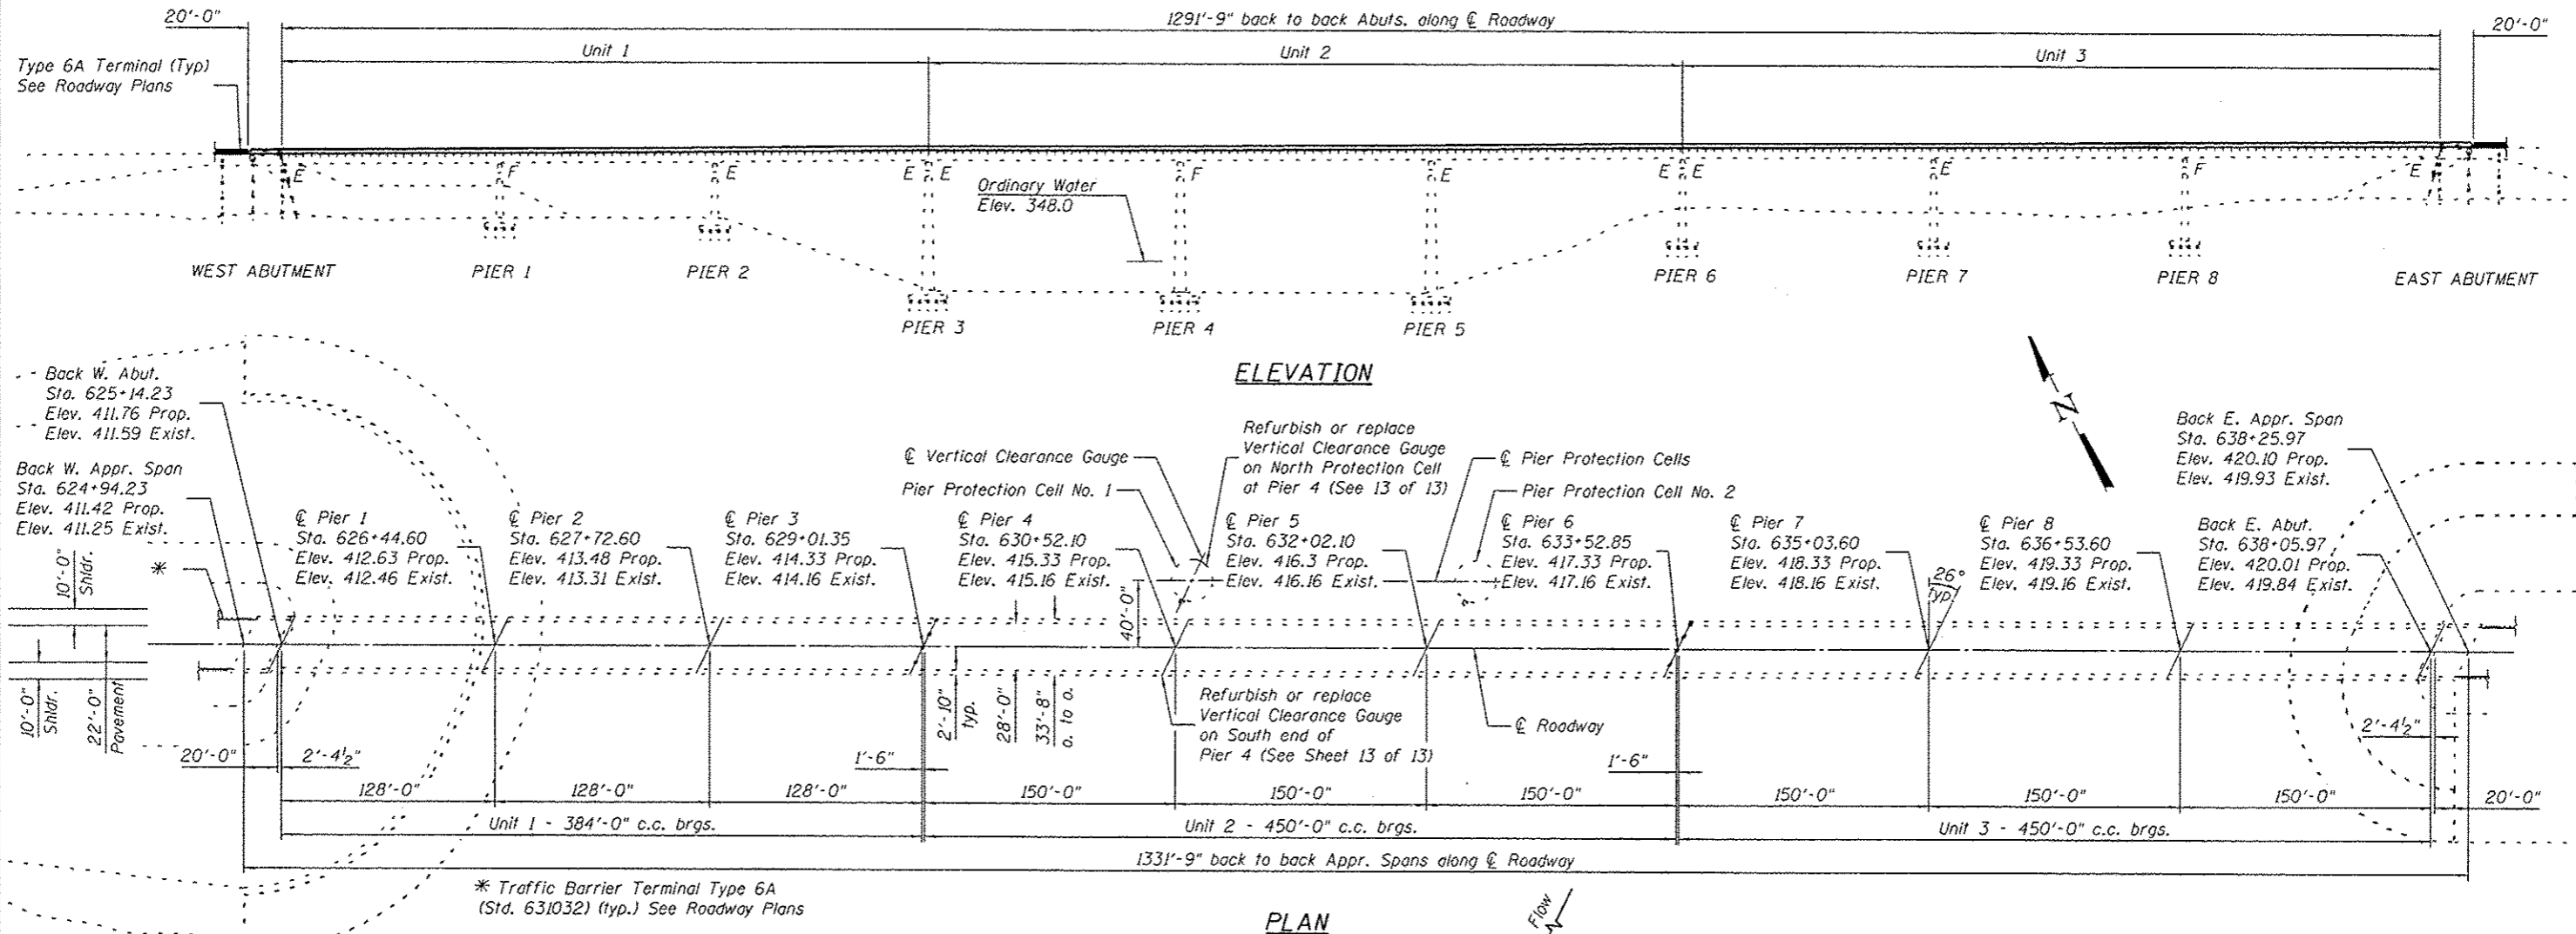 20'-0"
1291'-9" back to back Abuts. along ℄ Roadway
20'-0"
Unit 1
Unit 2
Unit 3
Type 6A Terminal (Typ)
See Roadway Plans
E
F
E
E E
F
E
E E
E
F
E
Ordinary Water
Elev. 348.0
WEST ABUTMENT
PIER 1
PIER 2
PIER 3
PIER 4
PIER 5
PIER 6
PIER 7
PIER 8
EAST ABUTMENT
ELEVATION
Back W. Abut.
Sta. 625+14.23
Elev. 411.76 Prop.
Elev. 411.59 Exist.
Back W. Appr. Span
Sta. 624+94.23
Elev. 411.42 Prop.
Elev. 411.25 Exist.
℄ Pier 1
Sta. 626+44.60
Elev. 412.63 Prop.
Elev. 412.46 Exist.
℄ Pier 2
Sta. 627+72.60
Elev. 413.48 Prop.
Elev. 413.31 Exist.
℄ Pier 3
Sta. 629+01.35
Elev. 414.33 Prop.
Elev. 414.16 Exist.
℄ Vertical Clearance Gauge
Pier Protection Cell No. 1
Refurbish or replace
Vertical Clearance Gauge
on North Protection Cell
at Pier 4 (See 13 of 13)
℄ Pier Protection Cells
Pier Protection Cell No. 2
℄ Pier 4
Sta. 630+52.10
Elev. 415.33 Prop.
Elev. 415.16 Exist.
℄ Pier 5
Sta. 632+02.10
Elev. 416.3 Prop.
Elev. 416.16 Exist.
℄ Pier 6
Sta. 633+52.85
Elev. 417.33 Prop.
Elev. 417.16 Exist.
℄ Pier 7
Sta. 635+03.60
Elev. 418.33 Prop.
Elev. 418.16 Exist.
℄ Pier 8
Sta. 636+53.60
Elev. 419.33 Prop.
Elev. 419.16 Exist.
Back E. Appr. Span
Sta. 638+25.97
Elev. 420.10 Prop.
Elev. 419.93 Exist.
Back E. Abut.
Sta. 638+05.97
Elev. 420.01 Prop.
Elev. 419.84 Exist.
N
26°
typ.
*
10'-0"
Shldr.
10'-0"
Shldr.
22'-0"
Pavement
40'-0"
2'-10"
typ.
28'-0"
33'-8"
o. to o.
Refurbish or replace
Vertical Clearance Gauge
on South end of
Pier 4 (See Sheet 13 of 13)
℄ Roadway
20'-0"
2'-4½"
1'-6"
1'-6"
2'-4½"
128'-0"
128'-0"
128'-0"
150'-0"
150'-0"
150'-0"
150'-0"
150'-0"
150'-0"
20'-0"
Unit 1 - 384'-0" c.c. brgs.
Unit 2 - 450'-0" c.c. brgs.
Unit 3 - 450'-0" c.c. brgs.
1331'-9" back to back Appr. Spans along ℄ Roadway
* Traffic Barrier Terminal Type 6A
(Std. 631032) (typ.) See Roadway Plans
Flow
PLAN